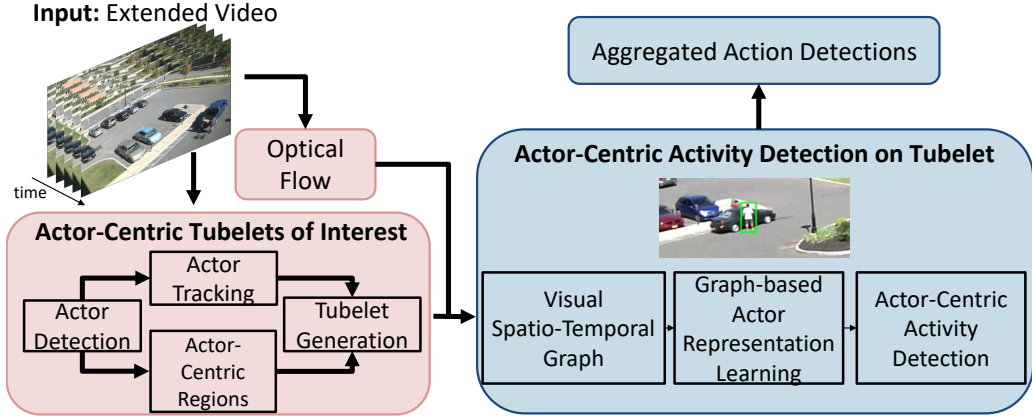 Input: Extended Video
time
Optical
Flow
Actor-Centric Tubelets of Interest
Actor
Detection
Actor
Tracking
Actor-
Centric
Regions
Tubelet
Generation
Aggregated Action Detections
Actor-Centric Activity Detection on Tubelet
Visual
Spatio-Temporal
Graph
Graph-based
Actor
Representation
Learning
Actor-Centric
Activity
Detection